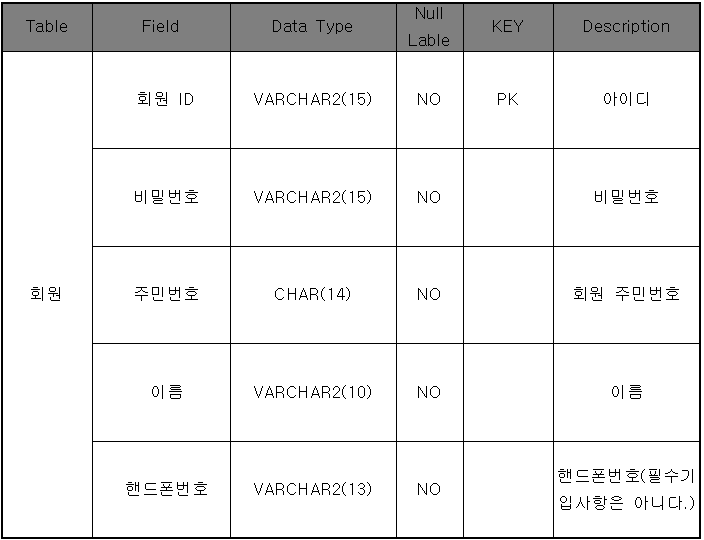 Table Field Data Type Null Lable KEY Description
회원 ID VARCHAR2(15) NO PK 아이디
비밀번호 VARCHAR2(15) NO 비밀번호
회원 주민번호 CHAR(14) NO 회원 주민번호
이름 VARCHAR2(10) NO 이름
핸드폰번호 VARCHAR2(13) NO 핸드폰번호(필수기
입사항은 아니다.)